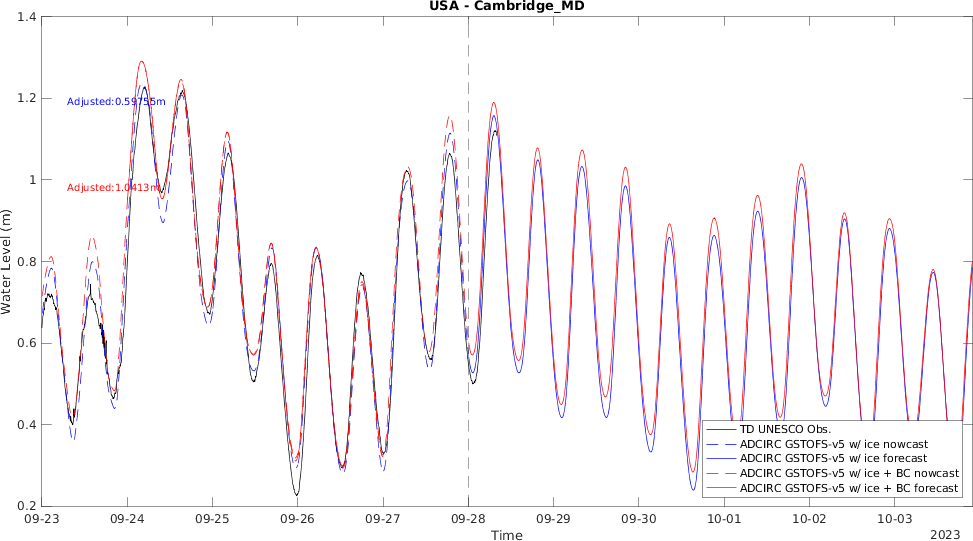 USA - Cambridge_MD
1.4
1.2
1
0.8
0.6
0.4
0.2
Water Level (m)
Adjusted:0.59755m
Adjusted:1.0413m
TD UNESCO Obs.
ADCIRC GSTOFS-v5 w/ ice nowcast
ADCIRC GSTOFS-v5 w/ ice forecast
ADCIRC GSTOFS-v5 w/ ice + BC nowcast
ADCIRC GSTOFS-v5 w/ ice + BC forecast
09-23 09-24 09-25 09-26 09-27 09-28 09-29 09-30 10-01 10-02 10-03
Time
2023